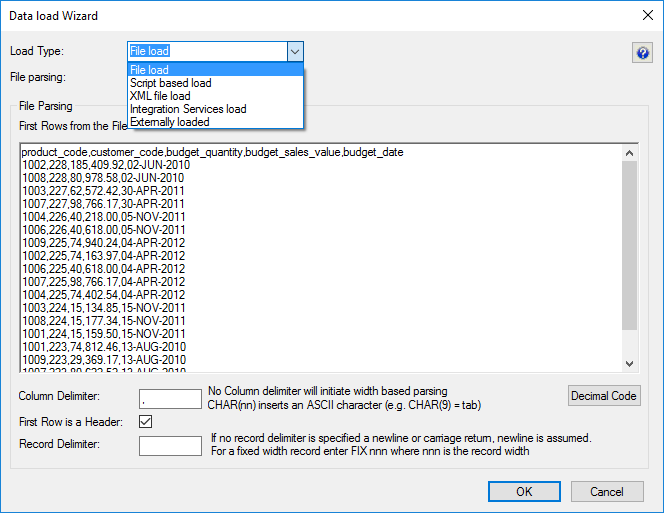 Data load Wizard
Load Type:
File load
File load
Script based load
XML file load
Integration Services load
Externally loaded
File parsing:
File Parsing
First Rows from the File
product_code,customer_code,budget_quantity,budget_sales_value,budget_date
1002,228,185,409.92,02-JUN-2010
1008,228,80,978.58,02-JUN-2010
1003,227,62,572.42,30-APR-2011
1007,227,98,766.17,30-APR-2011
1004,226,40,218.00,05-NOV-2011
1006,226,40,618.00,05-NOV-2011
1009,225,74,940.24,04-APR-2012
1002,225,74,163.97,04-APR-2012
1006,225,40,618.00,04-APR-2012
1007,225,98,766.17,04-APR-2012
1004,225,74,402.54,04-APR-2012
1003,224,15,134.85,15-NOV-2011
1008,224,15,177.34,15-NOV-2011
1001,224,15,159.50,15-NOV-2011
1001,223,74,812.46,13-AUG-2010
1009,223,29,369.17,13-AUG-2010
Column Delimiter:
,
No Column delimiter will initiate width based parsing
CHAR(nn) inserts an ASCII character (e.g. CHAR(9) = tab)
Decimal Code
First Row is a Header:
Record Delimiter:
If no record delimiter is specified a newline or carriage return, newline is assumed.
For a fixed width record enter FIX nnn where nnn is the record width
OK
Cancel